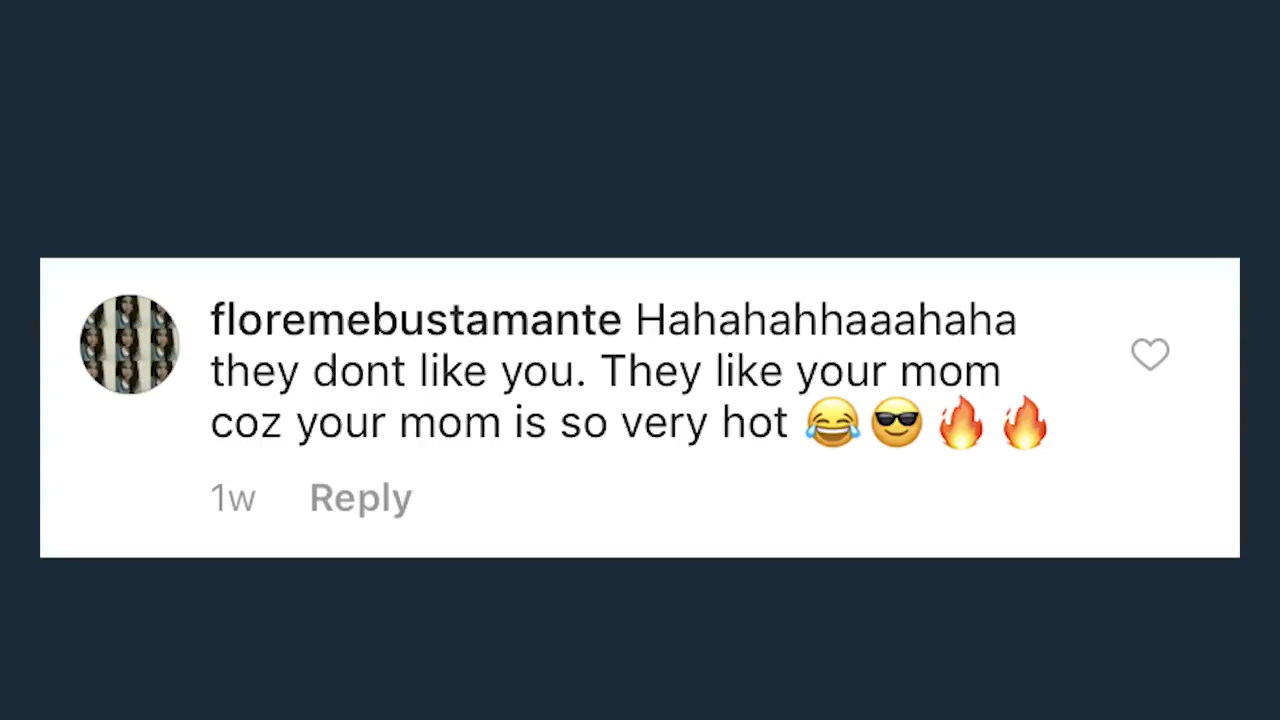 floremebustamante Hahahahhaaahaha
they dont like you. They like your mom
coz your mom is so very hot 😂😎🔥🔥
1w Reply